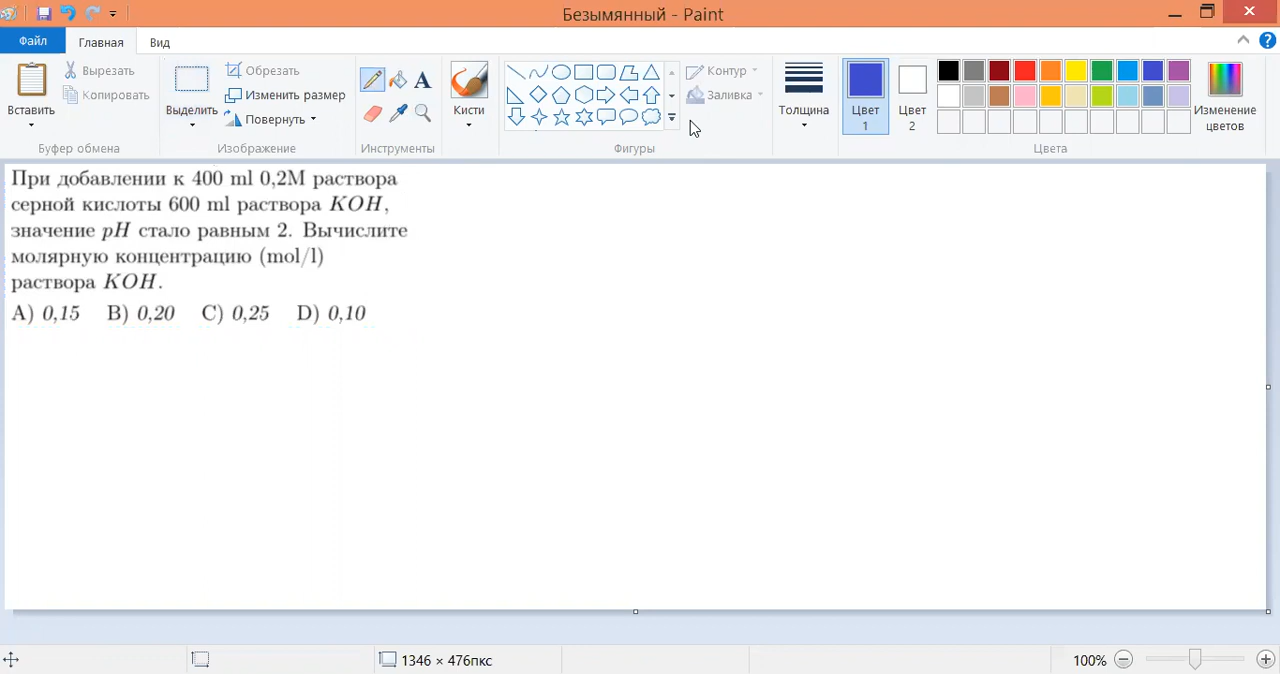 Безымянный - Paint
Файл
Главная
Вид
Вставить
Вырезать
Копировать
Буфер обмена
Выделить
Обрезать
Изменить размер
Повернуть
Изображение
A
Инструменты
Кисти
Контур
Заливка
Фигуры
Толщина
Цвет
1
Цвет
2
Изменение
цветов
Цвета
При добавлении к 400 ml 0,2M раствора
серной кислоты 600 ml раствора KOH,
значение pH стало равным 2. Вычислите
молярную концентрацию (mol/l)
раствора KOH.
A) 0,15 B) 0,20 C) 0,25 D) 0,10
1346 × 476пкс
100%